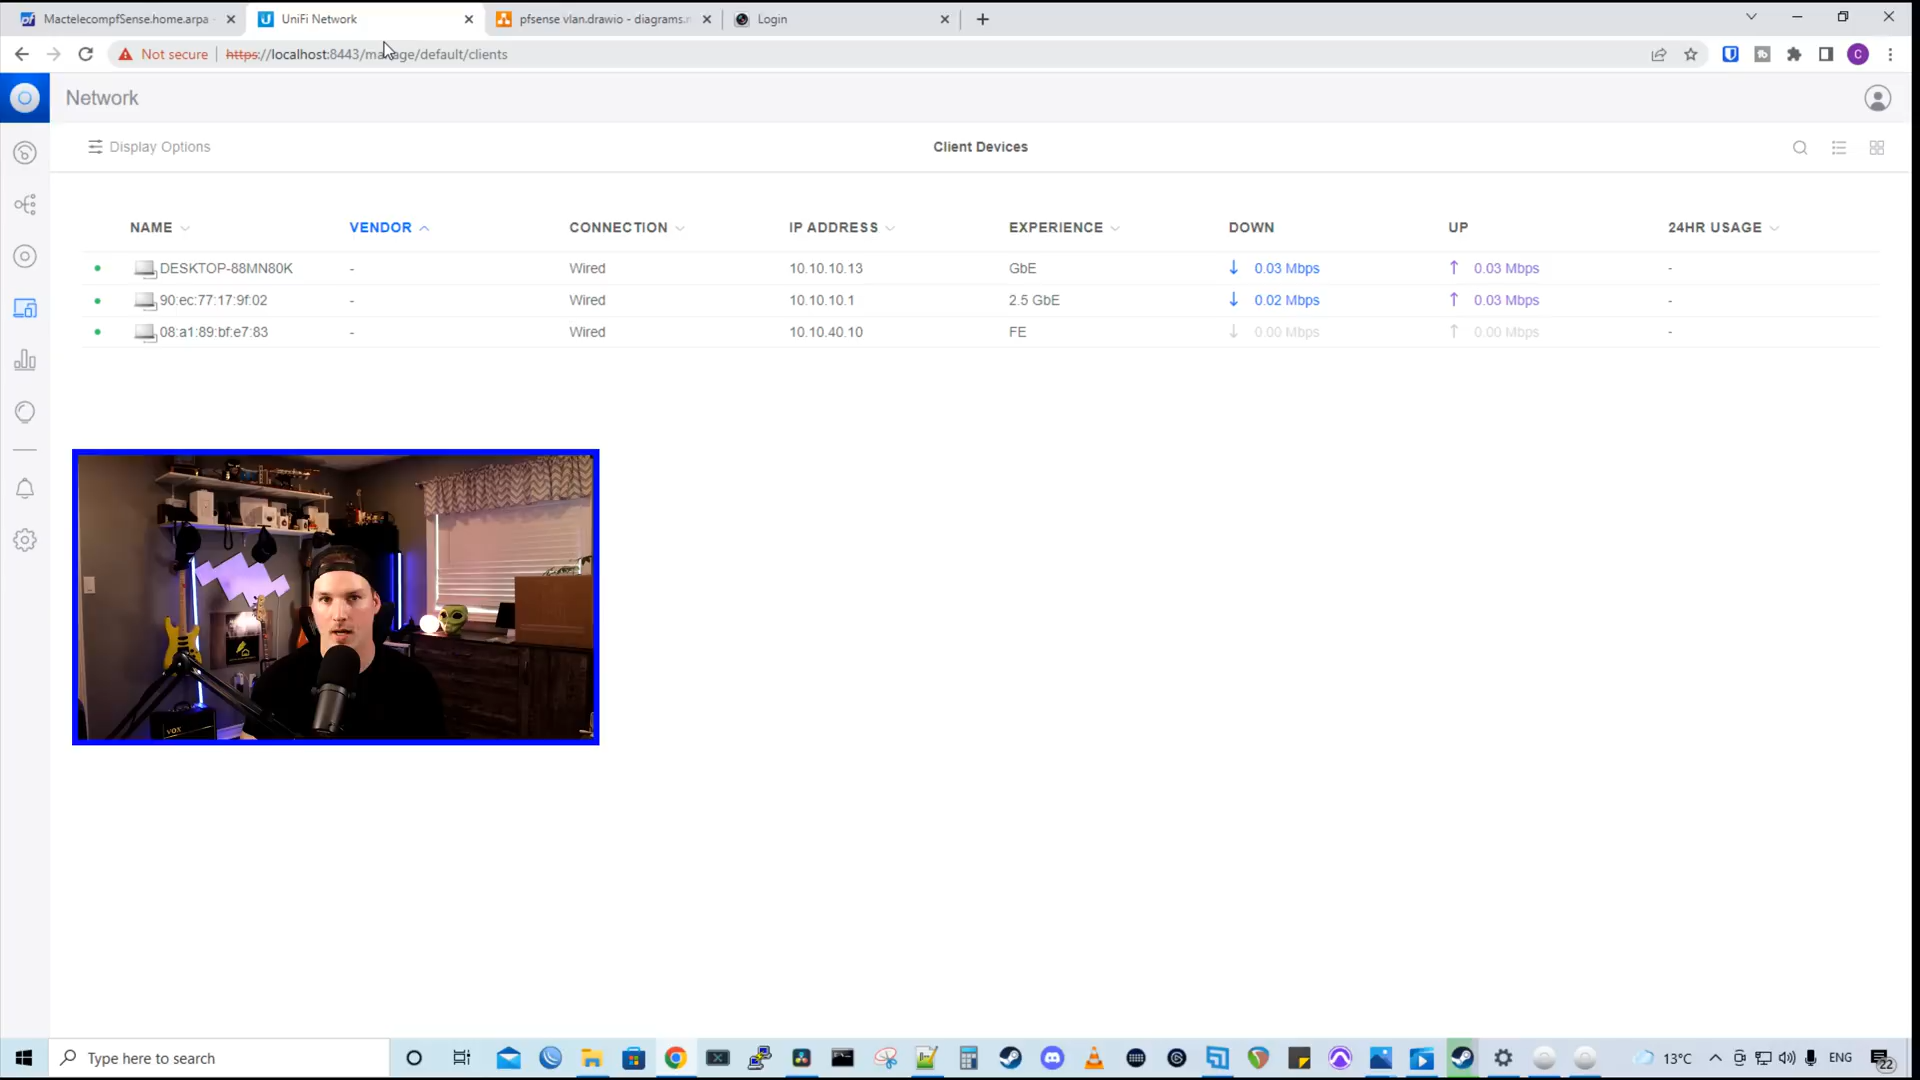 MactelecompfSense.home.arpa
UniFi Network
pfsense vlan.drawio - diagrams.n
Login
Not secure
https://localhost:8443/manage/default/clients
C
Network
Display Options
Client Devices
NAME VENDOR CONNECTION IP ADDRESS EXPERIENCE DOWN UP 24HR USAGE
DESKTOP-88MN80K - Wired 10.10.10.13 GbE ↓ 0.03 Mbps ↑ 0.03 Mbps -
90:ec:77:17:9f:02 - Wired 10.10.10.1 2.5 GbE ↓ 0.02 Mbps ↑ 0.03 Mbps -
08:a1:89:bf:e7:83 - Wired 10.10.40.10 FE ↓ 0.00 Mbps ↑ 0.00 Mbps -
VOX
Type here to search
13°C
ENG
22